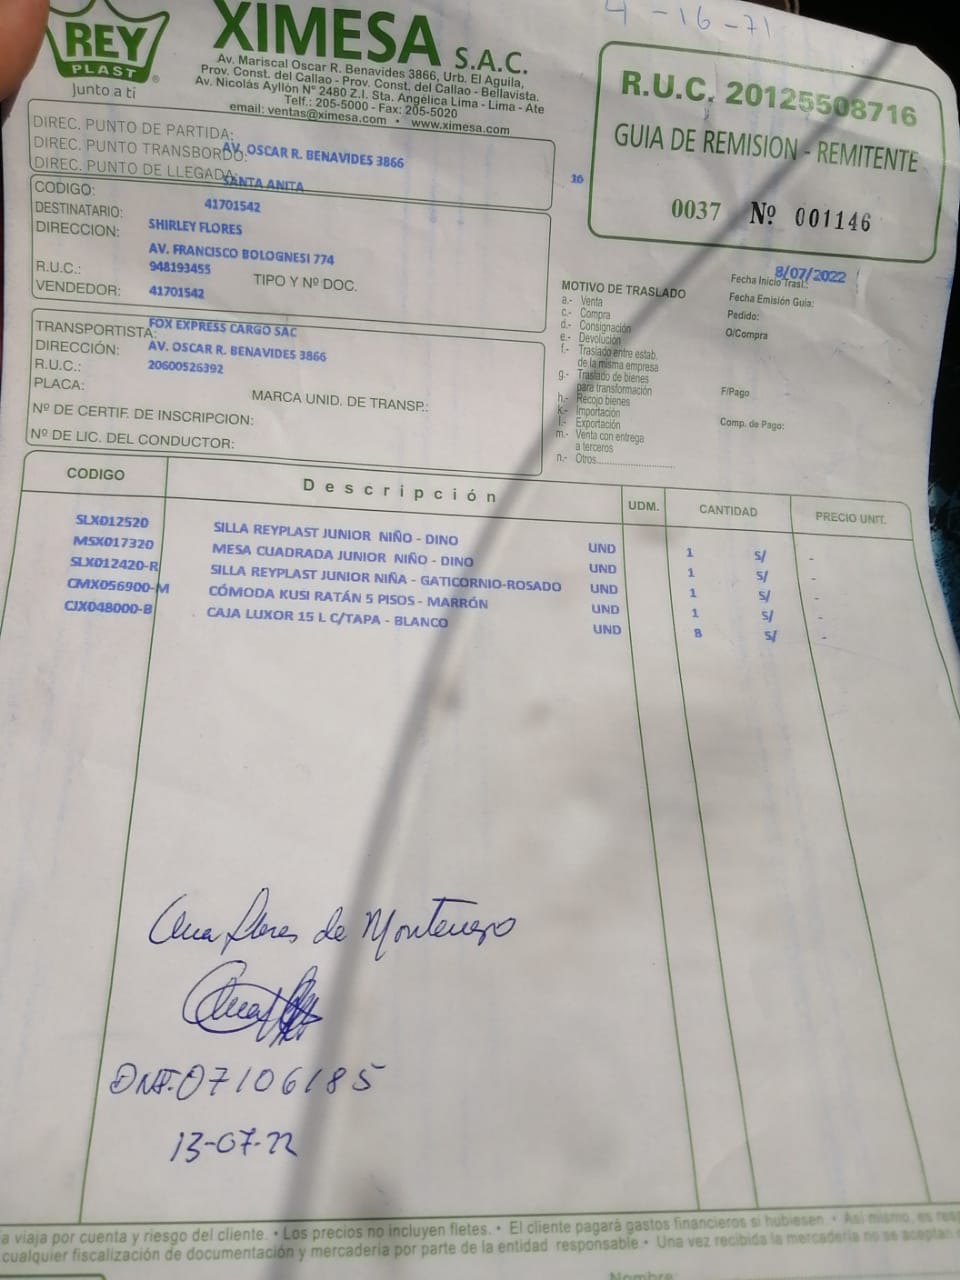 4 -16-71
REY
PLAST
Junto a ti
XIMESA S.A.C.
Av. Mariscal Oscar R. Benavides 3866, Urb. El Aguila,
Prov. Const. del Callao - Prov. Const. del Callao - Bellavista.
Av. Nicolás Ayllón Nº 2480 Z.I. Sta. Angélica Lima - Lima - Ate
Telf.: 205-5000 - Fax: 205-5020
email: ventas@ximesa.com • www.ximesa.com
R.U.C. 20125508716
GUIA DE REMISION - REMITENTE
0037 Nº 001146
DIREC. PUNTO DE PARTIDA:
DIREC. PUNTO TRANSBORDO: AV. OSCAR R. BENAVIDES 3866
DIREC. PUNTO DE LLEGADA: SANTA ANITA
16
CODIGO: 41701542
DESTINATARIO: SHIRLEY FLORES
DIRECCION: AV. FRANCISCO BOLOGNESI 774
R.U.C.: 948193455 TIPO Y Nº DOC.
VENDEDOR: 41701542
TRANSPORTISTA: FOX EXPRESS CARGO SAC
DIRECCIÓN: AV. OSCAR R. BENAVIDES 3866
R.U.C.: 20600526392
PLACA: MARCA UNID. DE TRANSP.:
Nº DE CERTIF. DE INSCRIPCION:
Nº DE LIC. DEL CONDUCTOR:
MOTIVO DE TRASLADO
a.- Venta
c.- Compra
d.- Consignación
e.- Devolución
f.- Traslado entre estab.
de la misma empresa
g.- Traslado de bienes
para transformación
h.- Recojo bienes
k.- Importación
l.- Exportación
m.- Venta con entrega
a terceros
n.- Otros
Fecha Inicio Trasl.: 8/07/2022
Fecha Emisión Guia:
Pedido:
O/Compra
F/Pago
Comp. de Pago:
CODIGO Descripción UDM. CANTIDAD PRECIO UNIT.
SLX012520 SILLA REYPLAST JUNIOR NIÑO - DINO UND 1 S/ -
MSX017320 MESA CUADRADA JUNIOR NIÑO - DINO UND 1 S/ -
SLX012420-R SILLA REYPLAST JUNIOR NIÑA - GATICORNIO-ROSADO UND 1 S/ -
CMX056900-M CÓMODA KUSI RATÁN 5 PISOS - MARRÓN UND 1 S/ -
CJX048000-B CAJA LUXOR 15 L C/TAPA - BLANCO UND 8 S/ -
Ana Flores de Montenegro
DNI.07106185
13-07-22
a viaja por cuenta y riesgo del cliente. • Los precios no incluyen fletes. • El cliente pagará gastos financieros si hubiesen. • Asi mismo, es resp
cualquier fiscalización de documentación y mercadería por parte de la entidad responsable. • Una vez recibida la mercadería no se aceptan
Nombre: